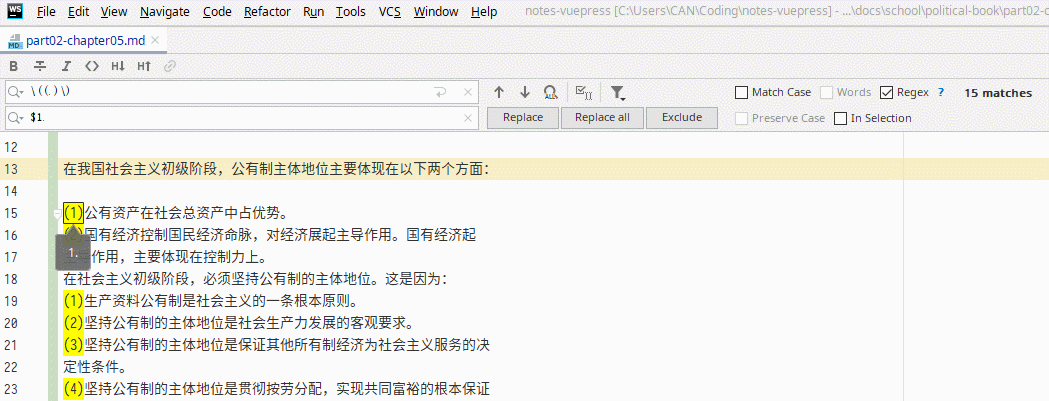 WS File Edit View Navigate Code Refactor Run Tools VCS Window Help notes-vuepress [C:\Users\CAN\Coding\notes-vuepress] - ...\docs\school\political-book\part02-c
MD part02-chapter05.md
B I H↓ H↑
\((.)\) Match Case Words Regex ? 15 matches
$1. Replace Replace all Exclude Preserve Case In Selection
12
13 在我国社会主义初级阶段，公有制主体地位主要体现在以下两个方面：
14
15 (1)公有资产在社会总资产中占优势。
16 国有经济控制国民经济命脉，对经济展起主导作用。国有经济起
1.
17 导作用，主要体现在控制力上。
18 在社会主义初级阶段，必须坚持公有制的主体地位。这是因为：
19 (1)生产资料公有制是社会主义的一条根本原则。
20 (2)坚持公有制的主体地位是社会生产力发展的客观要求。
21 (3)坚持公有制的主体地位是保证其他所有制经济为社会主义服务的决
22 定性条件。
23 (4)坚持公有制的主体地位是贯彻按劳分配，实现共同富裕的根本保证